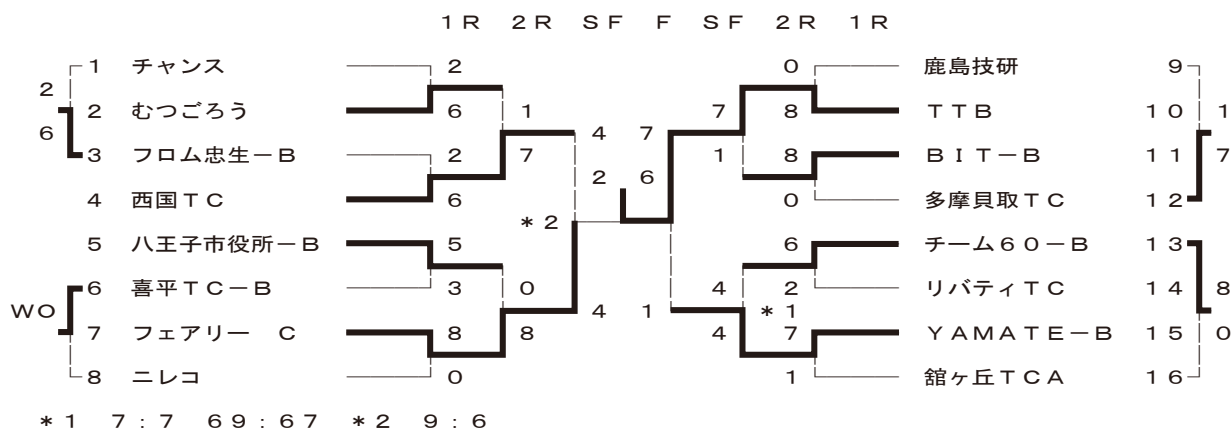 1R 2R SF F SF 2R 1R
1 チャンス 2 0 鹿島技研 9
2
2 むつごろう 6 1 7 8 TTB 10 1
6 4 7
3 フロム忠生−B 2 7 1 8 BIT−B 11 7
2 6
4 西国TC 6 0 多摩貝取TC 12
*2
5 八王子市役所−B 5 6 チーム60−B 13
6 喜平TC−B 3 0 4 2 リバティTC 14 8
WO 4 1 *1
7 フェアリー C 8 8 4 7 YAMATE−B 15 0
8 ニレコ 0 1 舘ヶ丘TCA 16
*1 7:7 69:67 *2 9:6